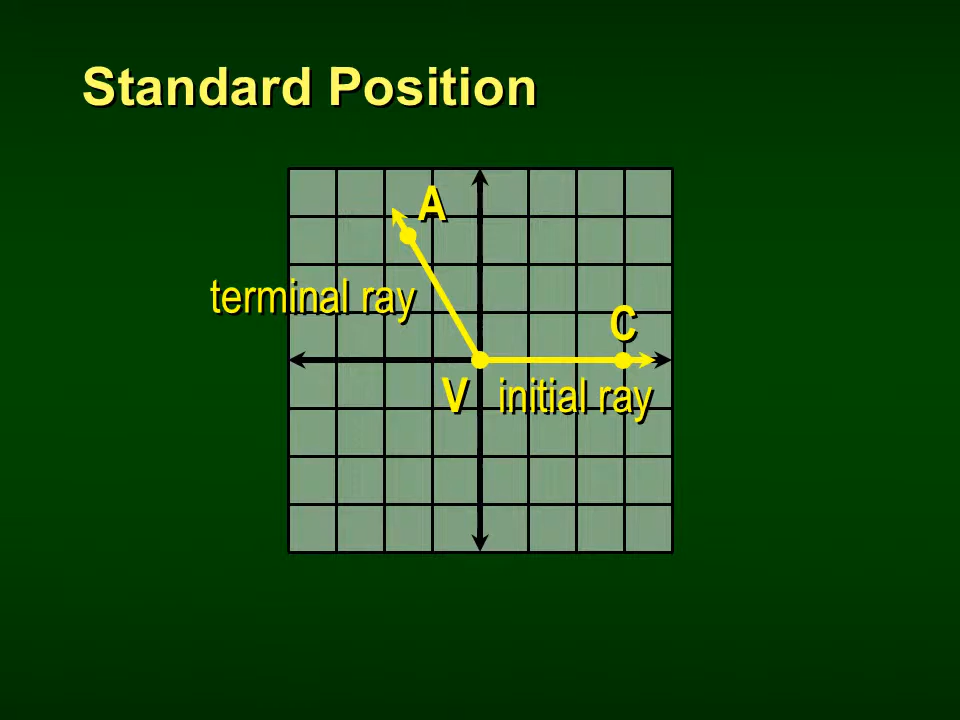 Standard Position
A
terminal ray
C
V
initial ray